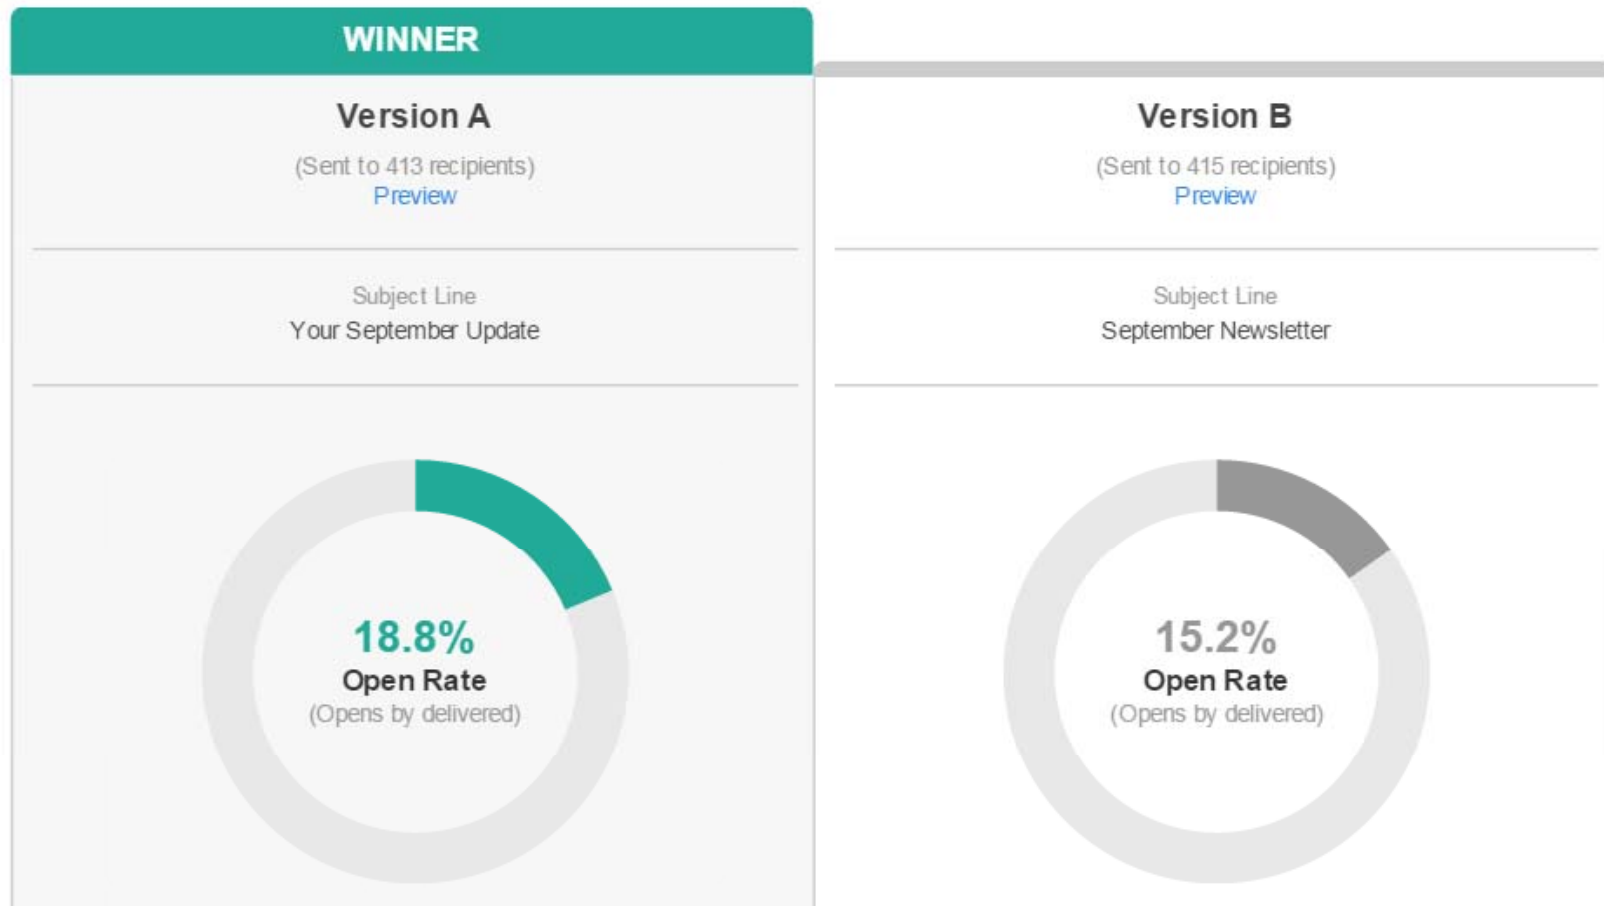 WINNER
Version A
(Sent to 413 recipients)
Preview
Subject Line
Your September Update
18.8%
Open Rate
(Opens by delivered)
Version B
(Sent to 415 recipients)
Preview
Subject Line
September Newsletter
15.2%
Open Rate
(Opens by delivered)